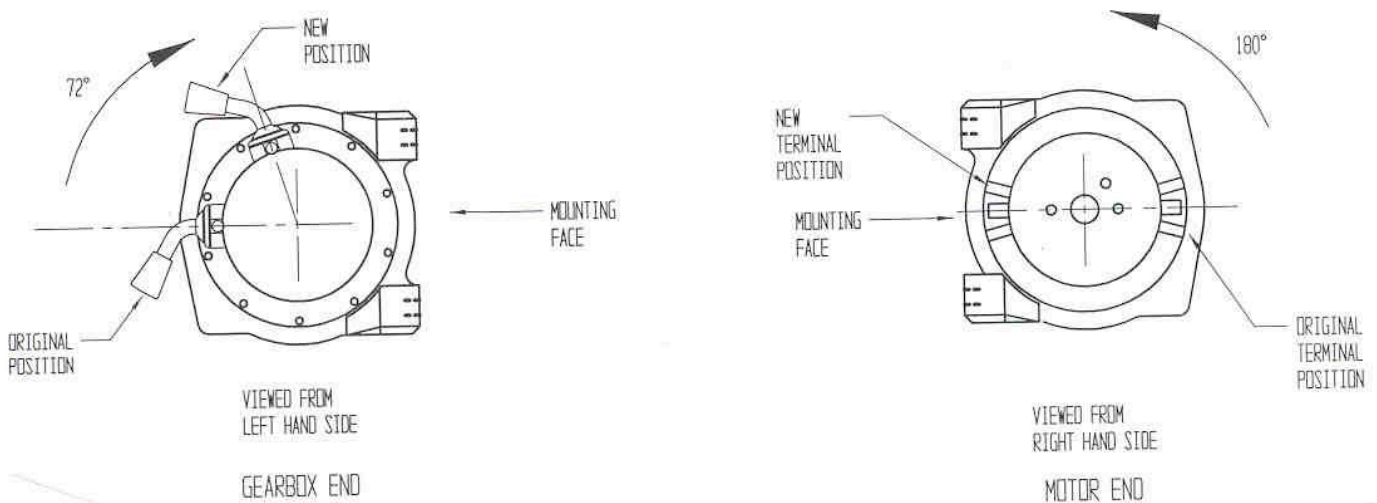 NEW
POSITION
72°
MOUNTING
FACE
ORIGINAL
POSITION
VIEWED FROM
LEFT HAND SIDE
GEARBOX END
180°
NEW
TERMINAL
POSITION
MOUNTING
FACE
ORIGINAL
TERMINAL
POSITION
VIEWED FROM
RIGHT HAND SIDE
MOTOR END